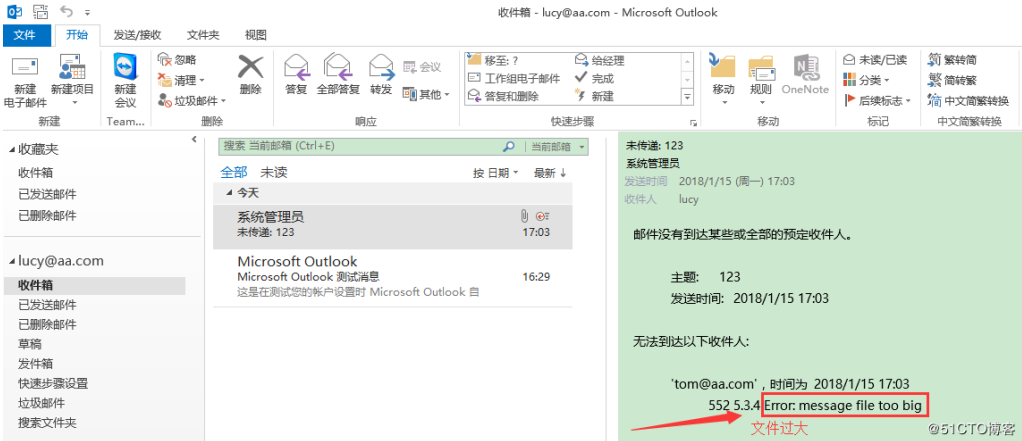 收件箱 - lucy@aa.com - Microsoft Outlook
文件 开始 发送/接收 文件夹 视图
新建
电子邮件
新建项目
新建
新建
会议
Team...
忽略
清理
垃圾邮件
删除
删除
答复 全部答复 转发
会议
其他
响应
移至: ?
工作组电子邮件
答复和删除
给经理
完成
新建
快速步骤
移动 规则 OneNote
移动
未读/已读
分类
后续标志
标记
繁转简
简转繁
中文简繁转换
中文简繁转换
收藏夹
收件箱
已发送邮件
已删除邮件
lucy@aa.com
收件箱
已发送邮件
已删除邮件
草稿
发件箱
快速步骤设置
垃圾邮件
搜索文件夹
搜索 当前邮箱 (Ctrl+E) 当前邮箱
全部 未读 按 日期 最新 ↓
今天
系统管理员
未传递: 123 17:03
Microsoft Outlook
Microsoft Outlook 测试消息 16:29
这是在测试您的帐户设置时 Microsoft Outlook 自
未传递: 123
系统管理员
发送时间 2018/1/15 (周一) 17:03
收件人 lucy
邮件没有到达某些或全部的预定收件人。
主题: 123
发送时间: 2018/1/15 17:03
无法到达以下收件人:
'tom@aa.com'，时间为 2018/1/15 17:03
552 5.3.4 Error: message file too big
文件过大
@51CTO博客